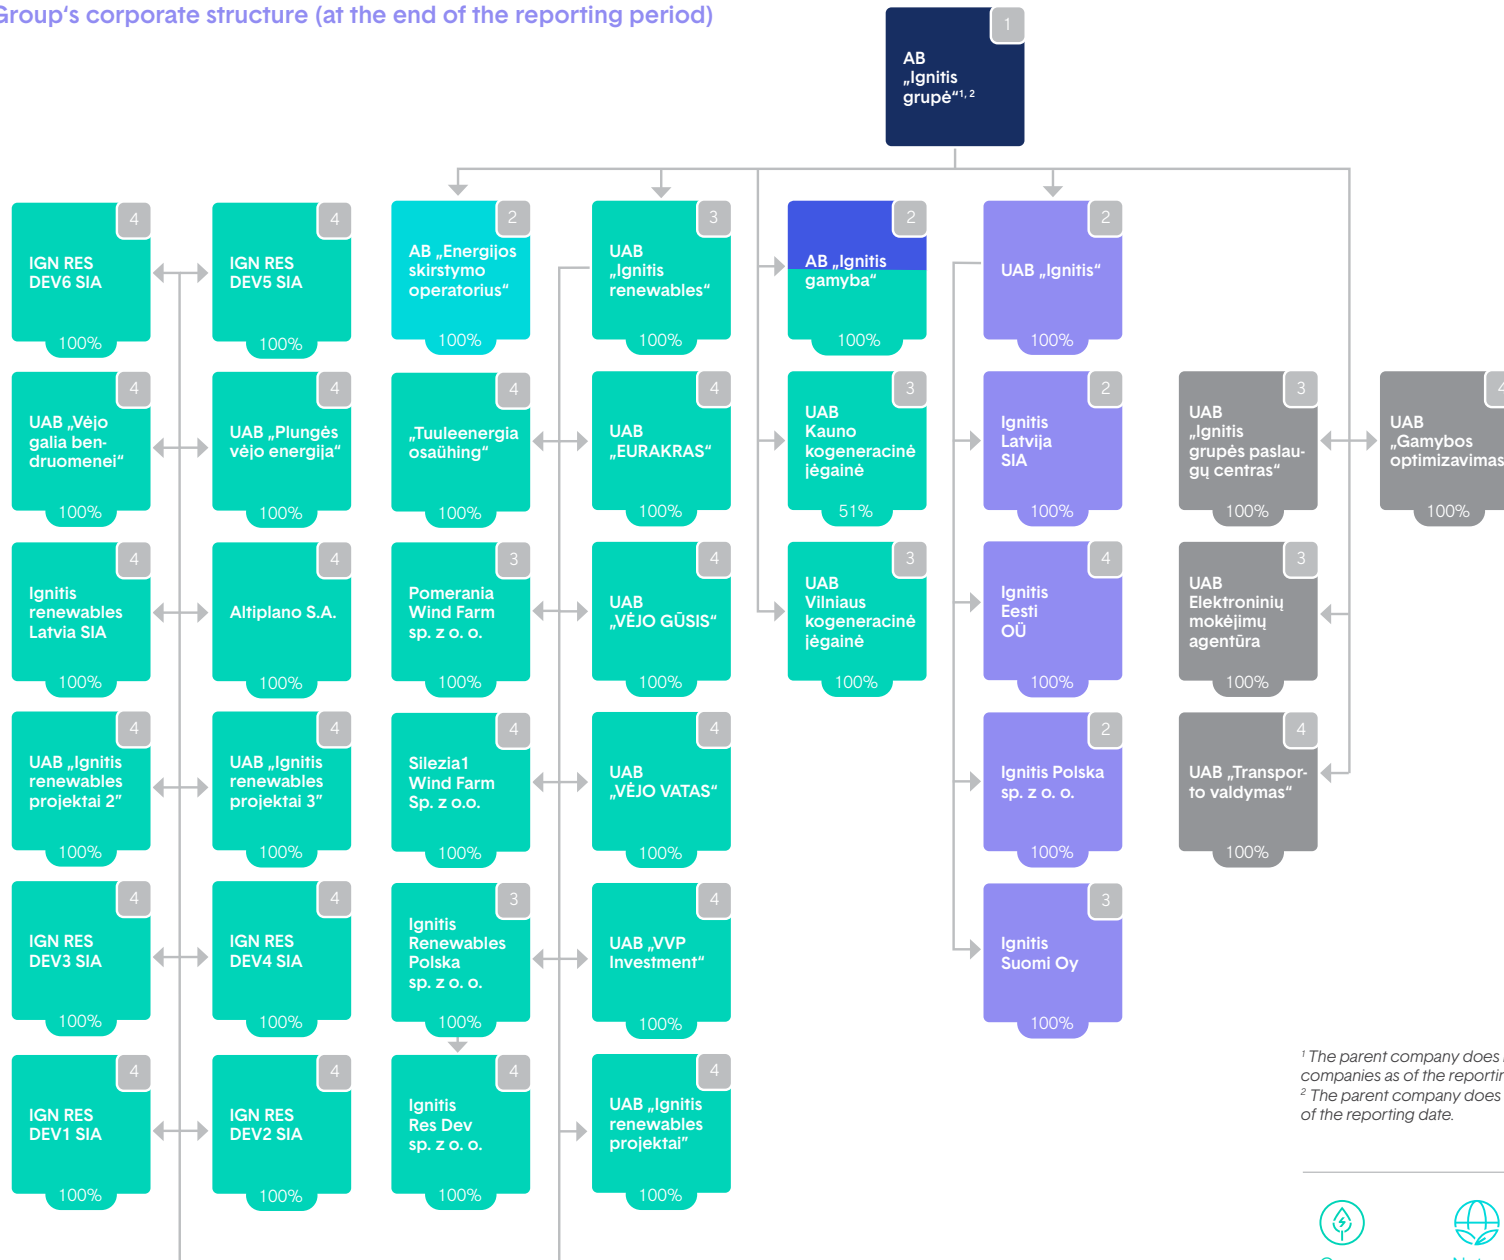 Group's corporate structure (at the end of the reporting period)
1
AB
„Ignitis
grupė“1, 2
4
IGN RES
DEV6 SIA
100%
4
IGN RES
DEV5 SIA
100%
2
AB „Energijos
skirstymo
operatorius“
100%
3
UAB
„Ignitis
renewables“
100%
2
AB „Ignitis
gamyba“
100%
2
UAB „Ignitis“
100%
4
UAB „Vėjo
galia ben-
druomenei“
100%
4
UAB „Plungės
vėjo energija“
100%
4
„Tuuleenergia
osaühing“
100%
4
UAB
„EURAKRAS“
100%
3
UAB
Kauno
kogeneracinė
jėgainė
51%
2
Ignitis
Latvija
SIA
100%
3
UAB
„Ignitis
grupės paslau-
gų centras“
100%
4
UAB
„Gamybos
optimizavimas
100%
4
Ignitis
renewables
Latvia SIA
100%
4
Altiplano S.A.
100%
3
Pomerania
Wind Farm
sp. z o. o.
100%
4
UAB
„VĖJO GŪSIS“
100%
3
UAB
Vilniaus
kogeneracinė
jėgainė
100%
4
Ignitis
Eesti
OÜ
100%
3
UAB
Elektroninių
mokėjimų
agentūra
100%
4
UAB „Ignitis
renewables
projektai 2”
100%
4
UAB „Ignitis
renewables
projektai 3”
100%
4
Silezia1
Wind Farm
Sp. z o.o.
100%
4
UAB
„VĖJO VATAS“
100%
2
Ignitis Polska
sp. z o. o.
100%
4
UAB „Transpor-
to valdymas“
100%
4
IGN RES
DEV3 SIA
100%
4
IGN RES
DEV4 SIA
100%
3
Ignitis
Renewables
Polska
sp. z o. o.
100%
4
UAB „VVP
Investment“
100%
3
Ignitis
Suomi Oy
100%
4
IGN RES
DEV1 SIA
100%
4
IGN RES
DEV2 SIA
100%
4
Ignitis
Res Dev
sp. z o. o.
100%
4
UAB „Ignitis
renewables
projektai”
100%
1 The parent company does
companies as of the reportin
2 The parent company does
of the reporting date.